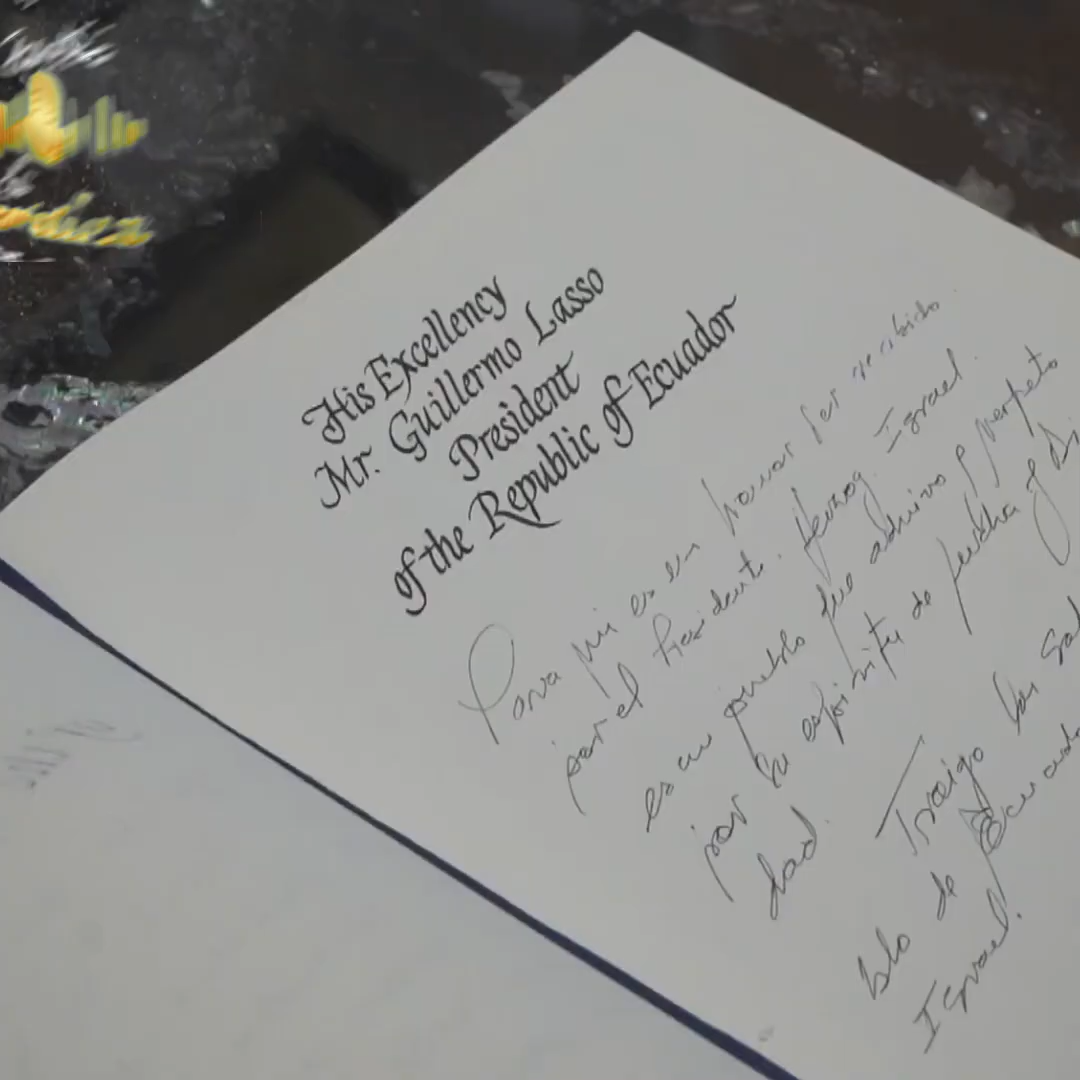 His Excellency
Mr. Guillermo Lasso
President
of the Republic of Ecuador
Para mi es un honor ser recibido
por el Presidente. Herzog. Israel
es un pueblo que admiro y respeto
por su espíritu de lucha y
dad.
Traigo los
blo de Ecuador
Israel.